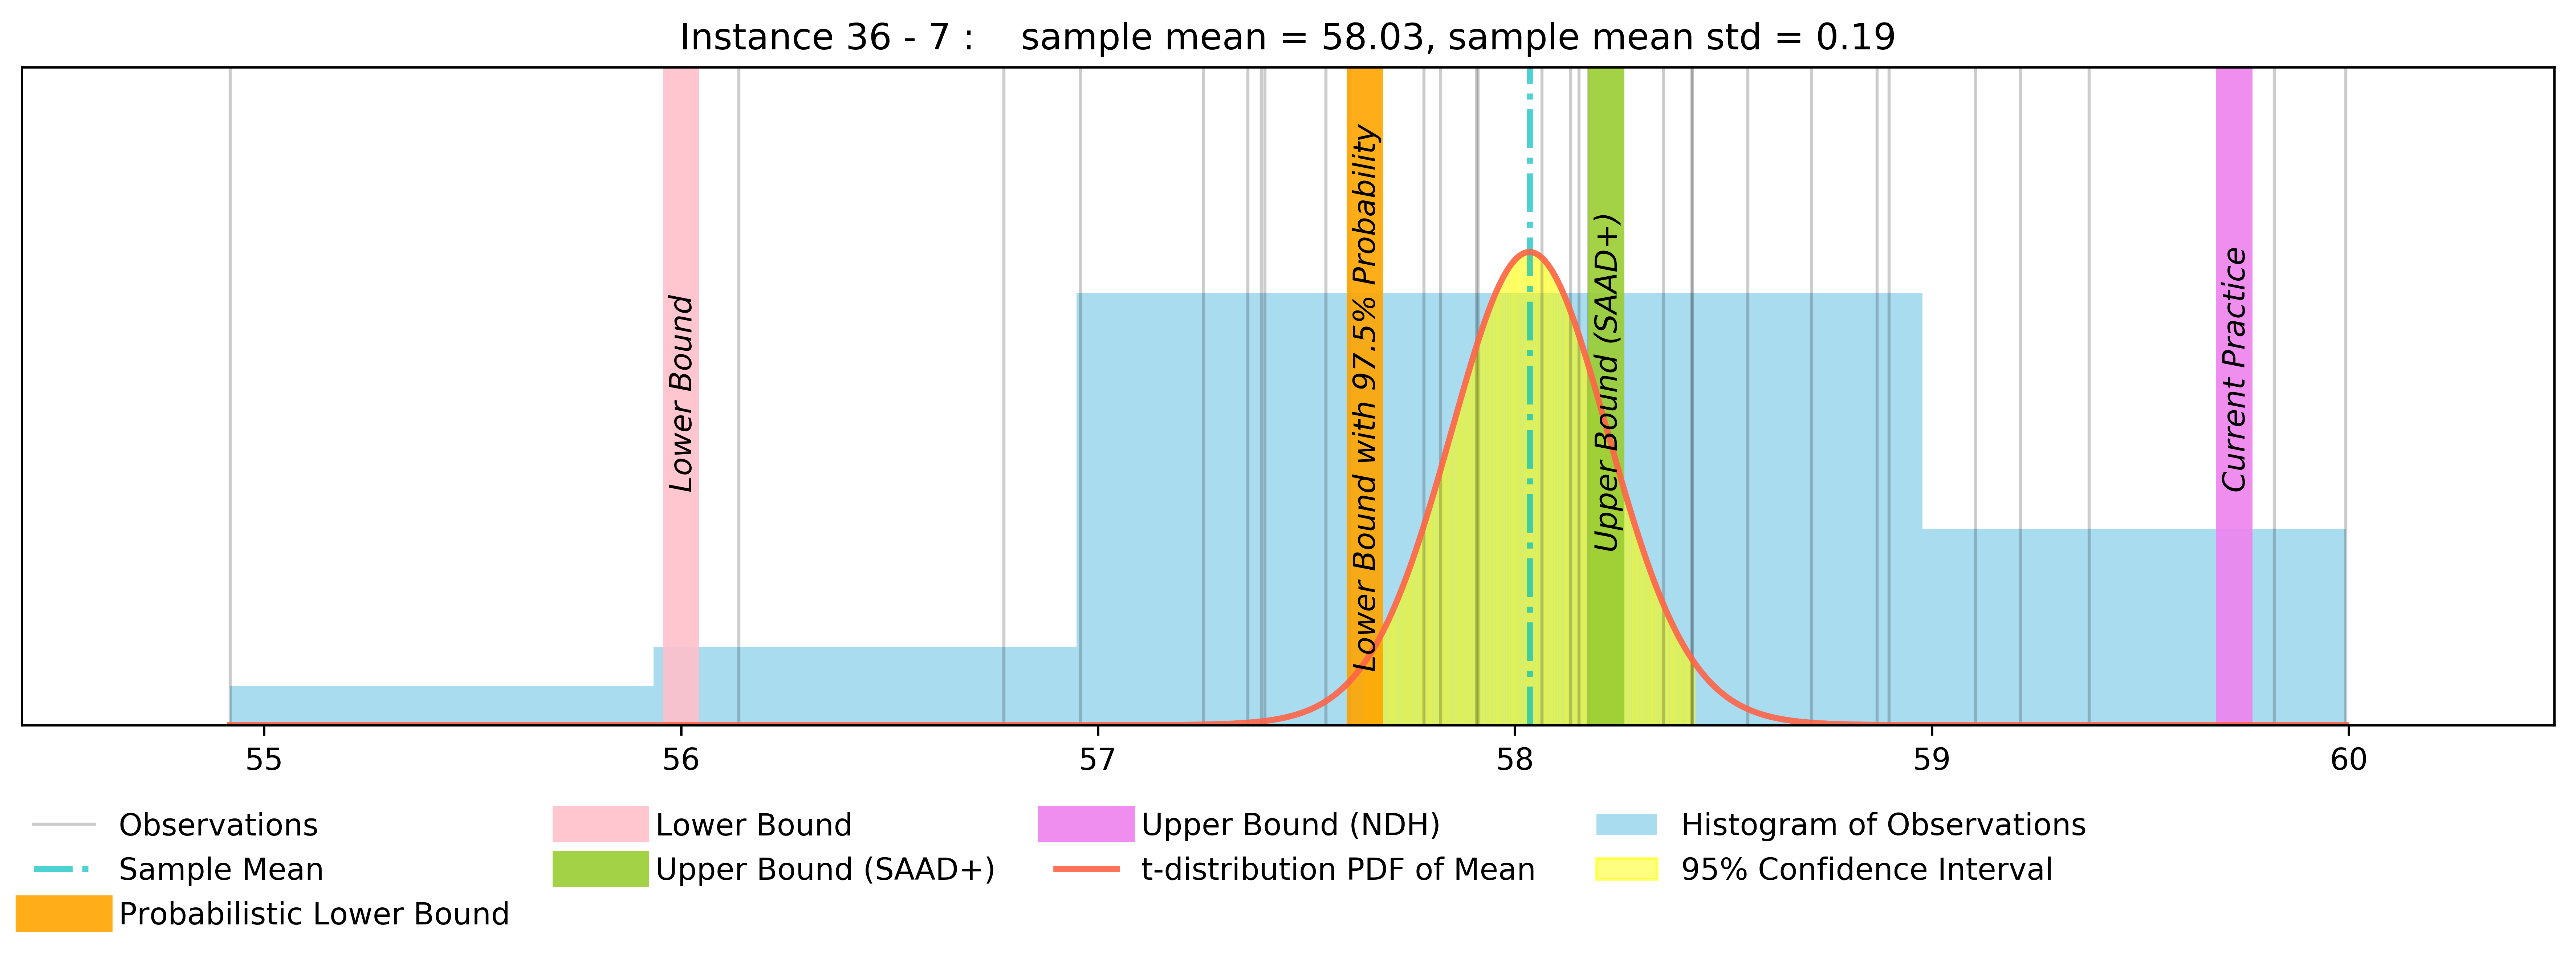 Instance 36 - 7 :    sample mean = 58.03, sample mean std = 0.19
Lower Bound
Lower Bound with 97.5% Probability
Upper Bound (SAAD+)
Current Practice
55 56 57 58 59 60
Observations
Sample Mean
Probabilistic Lower Bound
Lower Bound
Upper Bound (SAAD+)
Upper Bound (NDH)
t-distribution PDF of Mean
Histogram of Observations
95% Confidence Interval